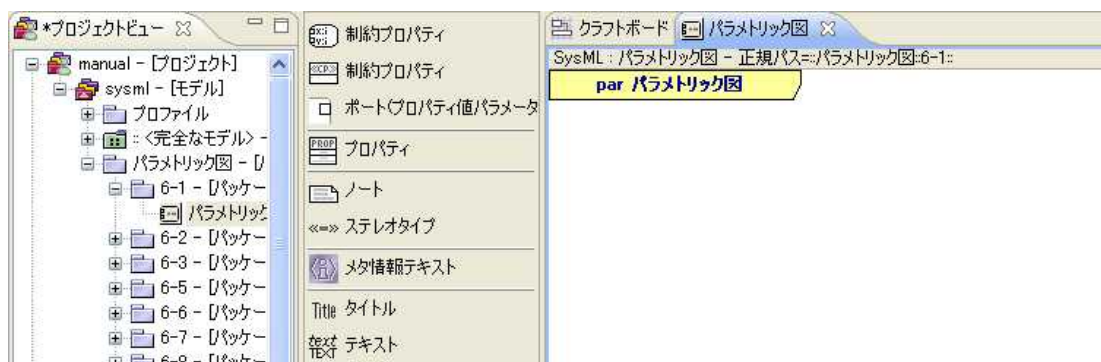 *プロジェクトビュー
manual - [プロジェクト]
sysml - [モデル]
プロファイル
:: <完全なモデル> -
パラメトリック図 - [パ
6-1 - [パッケー
パラメトリック
6-2 - [パッケー
6-3 - [パッケー
6-5 - [パッケー
6-6 - [パッケー
6-7 - [パッケー
制約プロパティ
«CP» 制約プロパティ
ポート(プロパティ値パラメータ
PROP プロパティ
ノート
«=» ステレオタイプ
メタ情報テキスト
Title タイトル
TEXT テキスト
クラフトボード パラメトリック図
SysML : パラメトリック図 - 正規パス=::パラメトリック図::6-1::
par パラメトリック図